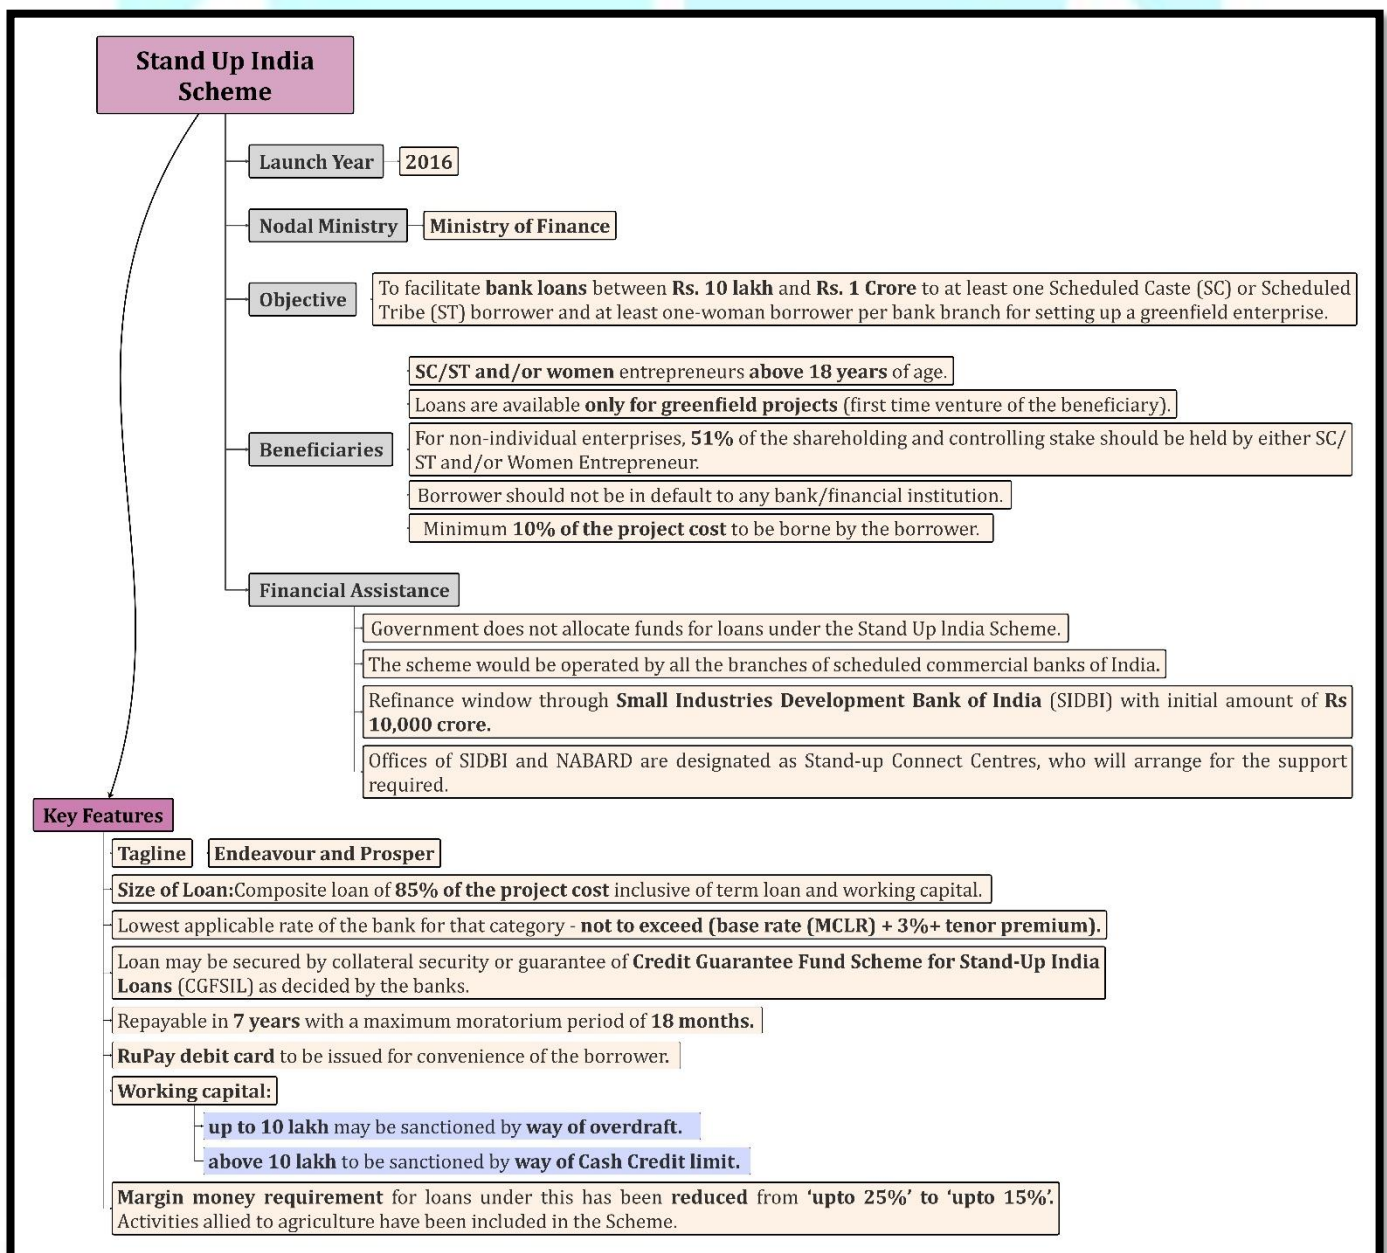 Stand Up India
Scheme
Launch Year
2016
Nodal Ministry
Ministry of Finance
Objective
To facilitate bank loans between Rs. 10 lakh and Rs. 1 Crore to at least one Scheduled Caste (SC) or Scheduled
Tribe (ST) borrower and at least one-woman borrower per bank branch for setting up a greenfield enterprise.
Beneficiaries
SC/ST and/or women entrepreneurs above 18 years of age.
Loans are available only for greenfield projects (first time venture of the beneficiary).
For non-individual enterprises, 51% of the shareholding and controlling stake should be held by either SC/
ST and/or Women Entrepreneur.
Borrower should not be in default to any bank/financial institution.
Minimum 10% of the project cost to be borne by the borrower.
Financial Assistance
Government does not allocate funds for loans under the Stand Up India Scheme.
The scheme would be operated by all the branches of scheduled commercial banks of India.
Refinance window through Small Industries Development Bank of India (SIDBI) with initial amount of Rs
10,000 crore.
Offices of SIDBI and NABARD are designated as Stand-up Connect Centres, who will arrange for the support
required.
Key Features
Tagline
Endeavour and Prosper
Size of Loan:Composite loan of 85% of the project cost inclusive of term loan and working capital.
Lowest applicable rate of the bank for that category - not to exceed (base rate (MCLR) + 3%+ tenor premium).
Loan may be secured by collateral security or guarantee of Credit Guarantee Fund Scheme for Stand-Up India
Loans (CGFSIL) as decided by the banks.
Repayable in 7 years with a maximum moratorium period of 18 months.
RuPay debit card to be issued for convenience of the borrower.
Working capital:
up to 10 lakh may be sanctioned by way of overdraft.
above 10 lakh to be sanctioned by way of Cash Credit limit.
Margin money requirement for loans under this has been reduced from ‘upto 25%’ to ‘upto 15%’.
Activities allied to agriculture have been included in the Scheme.